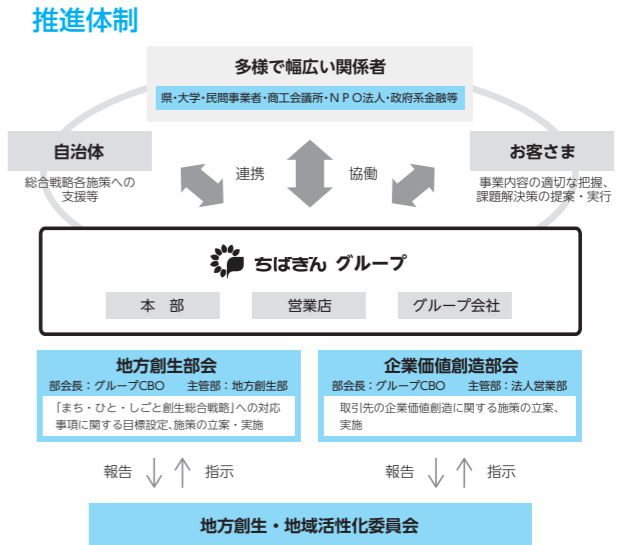 推進体制
多様で幅広い関係者
県・大学・民間事業者・商工会議所・ＮＰＯ法人・政府系金融等
自治体
総合戦略各施策への
支援等
連携
協働
お客さま
事業内容の適切な把握、
課題解決策の提案・実行
ちばぎん グループ
本　部
営業店
グループ会社
地方創生部会
部会長：グループCBO　主管部：地方創生部
「まち・ひと・しごと創生総合戦略」への対応
事項に関する目標設定、施策の立案・実施
企業価値創造部会
部会長：グループCBO　主管部：法人営業部
取引先の企業価値創造に関する施策の立案、
実施
報告
指示
報告
指示
地方創生・地域活性化委員会